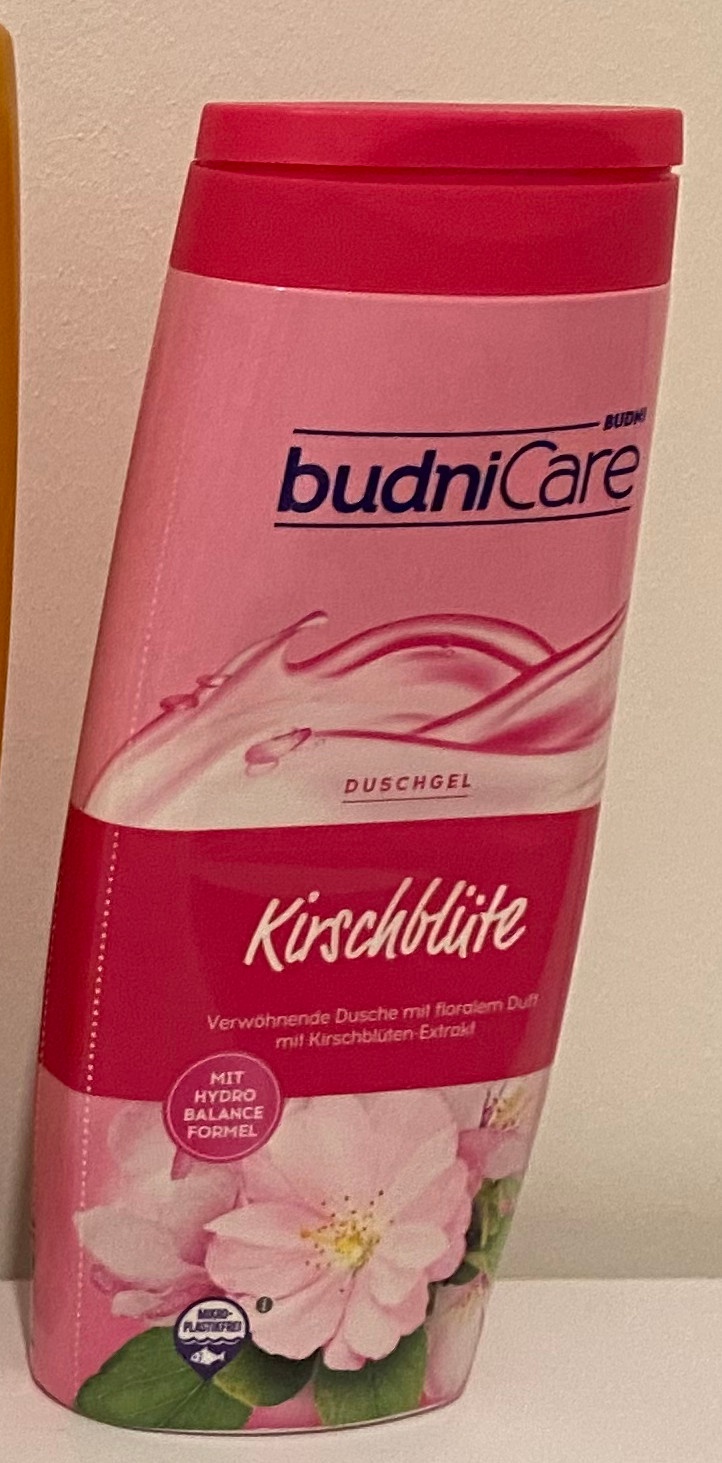 BUDNI
budniCare
DUSCHGEL
Kirschblüte
Verwöhnende Dusche mit floralem Duft
mit Kirschblüten-Extrakt
MIT
HYDRO
BALANCE
FORMEL
MIKRO-
PLASTIKFREI
i